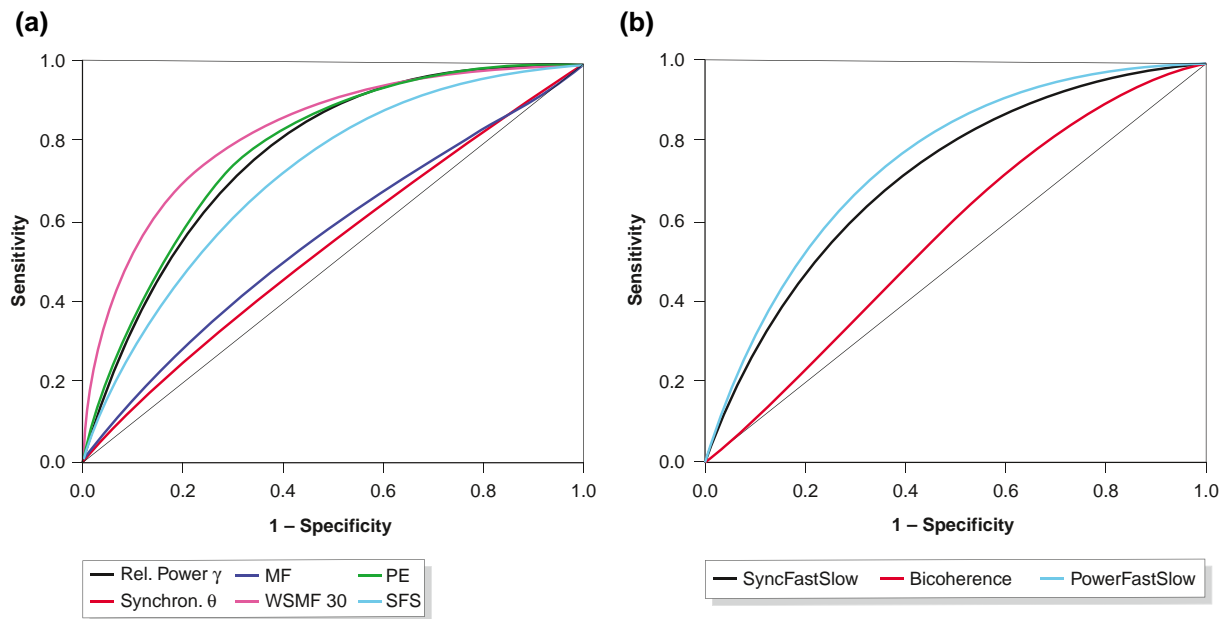 (a)
(b)
1.0
0.8
0.6
0.4
0.2
0.0
Sensitivity
0.0 0.2 0.4 0.6 0.8 1.0
1 – Specificity
Rel. Power γ MF PE
Synchron. θ WSMF 30 SFS
1.0
0.8
0.6
0.4
0.2
0.0
Sensitivity
0.0 0.2 0.4 0.6 0.8 1.0
1 – Specificity
SyncFastSlow Bicoherence PowerFastSlow